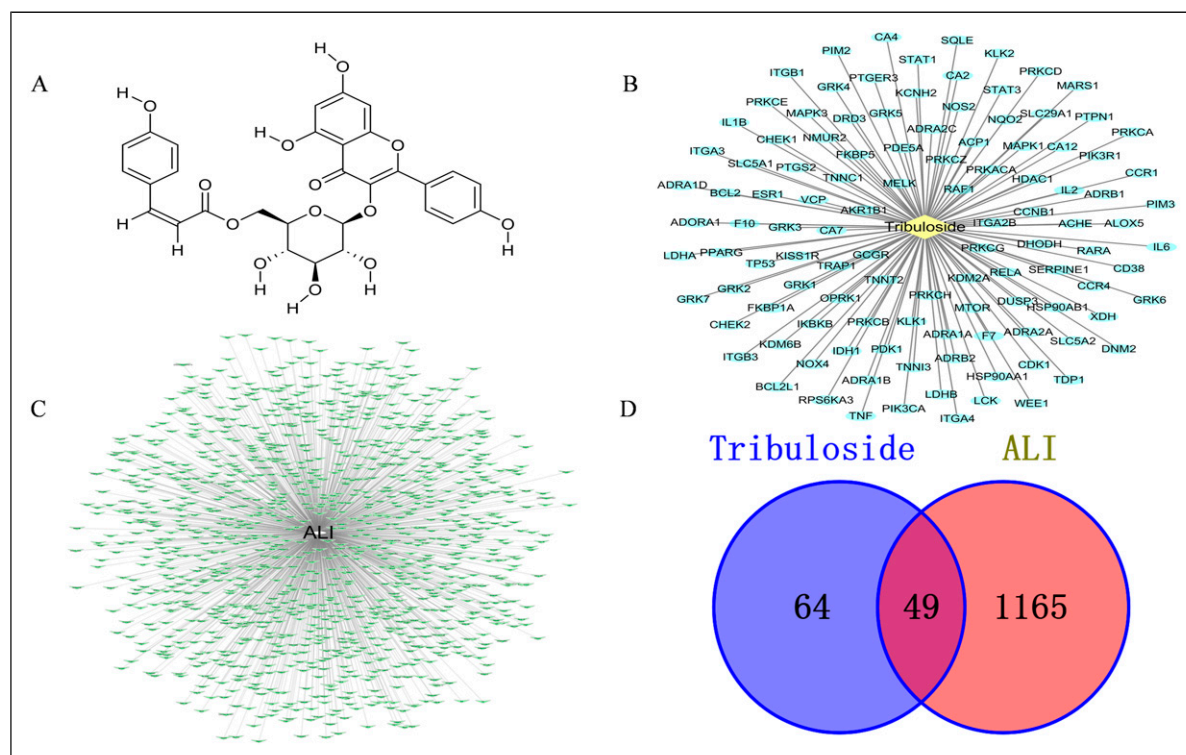 A
H
O
OH
O
H
O
O
H
O
O
O
H
H
O
O
O
H
O
O
O
H
H
H
B
CA4
SQLE
PIM2
STAT1
KLK2
ITGB1
PTGER3
CA2
PRKCD
GRK4
KCNH2
STAT3
MARS1
PRKCE
MAPK3
DRD3
GRK5
NOS2
NQO2
SLC29A1
PTPN1
IL1B
CHEK1
NMUR2
ADRA2C
ACP1
MAPK1
CA12
PRKCA
ITGA3
SLC5A1
PTGS2
FKBP5
PDE5A
PRKCZ
PRKACA
PIK3R1
TNNC1
MELK
RAF1
HDAC1
IL2
CCR1
ADRA1D
BCL2
ESR1
VCP
AKR1B1
CCNB1
ADRB1
PIM3
ADORA1
F10
GRK3
CA7
Tribuloside
ITGA2B
ACHE
ALOX5
LDHA
PPARG
TP53
KISS1R
TRAP1
GCGR
PRKCG
DHODH
RARA
IL6
GRK7
GRK2
GRK1
TNNT2
KDM2A
RELA
SERPINE1
CD38
FKBP1A
OPRK1
PRKCH
MTOR
DUSP3
CCR4
HSP90AB1
GRK6
CHEK2
KDM6B
IKBKB
PRKCB
KLK1
ADRA1A
F7
ADRA2A
SLC5A2
XDH
ITGB3
NOX4
IDH1
PDK1
TNNI3
ADRB2
CDK1
DNM2
BCL2L1
ADRA1B
LDHB
HSP90AA1
TDP1
RPS6KA3
TNF
PIK3CA
ITGA4
LCK
WEE1
C
ALI
D
Tribuloside
ALI
64
49
1165